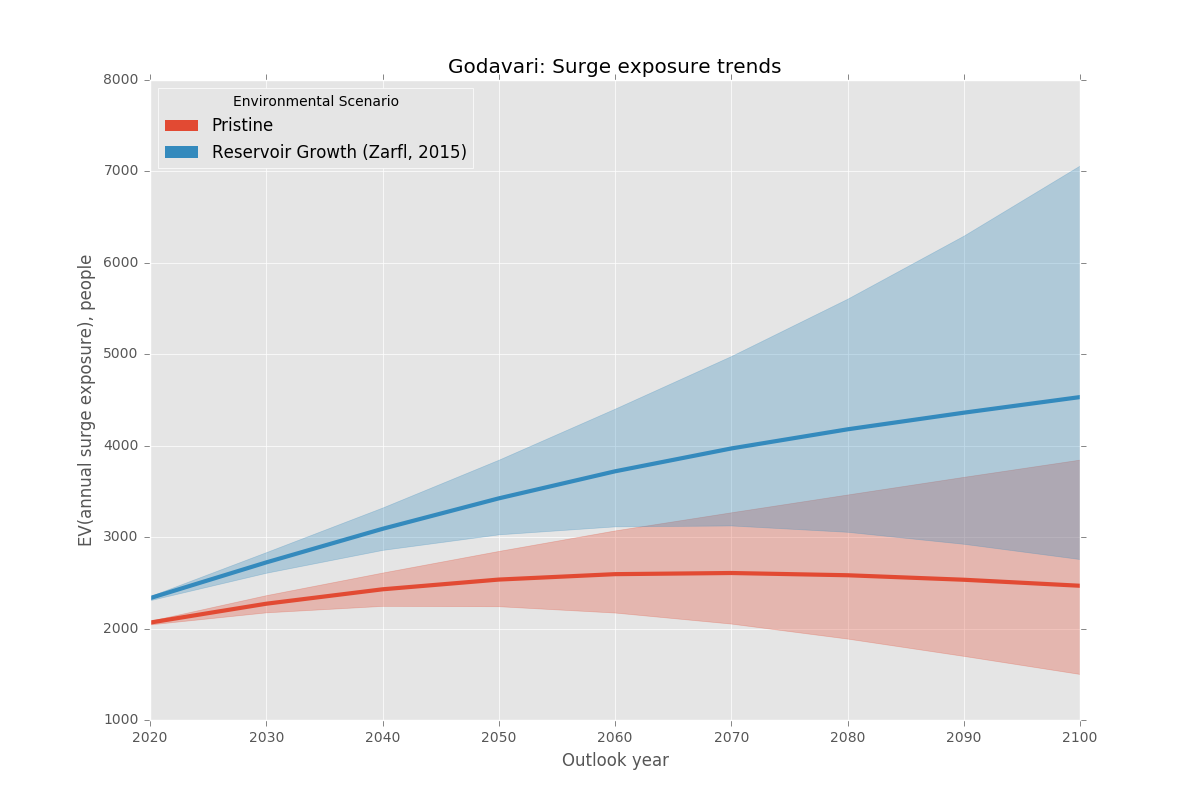 Godavari: Surge exposure trends
Environmental Scenario
Pristine
Reservoir Growth (Zarfl, 2015)
EV(annual surge exposure), people
8000
7000
6000
5000
4000
3000
2000
1000
2020 2030 2040 2050 2060 2070 2080 2090 2100
Outlook year